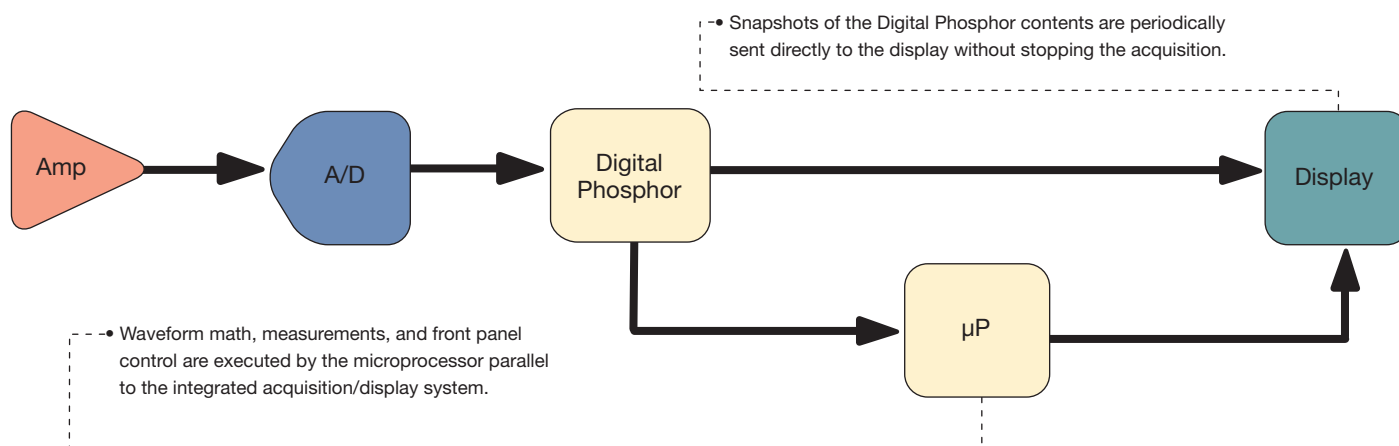 • Snapshots of the Digital Phosphor contents are periodically
sent directly to the display without stopping the acquisition.
Amp
A/D
Digital
Phosphor
Display
µP
• Waveform math, measurements, and front panel
control are executed by the microprocessor parallel
to the integrated acquisition/display system.